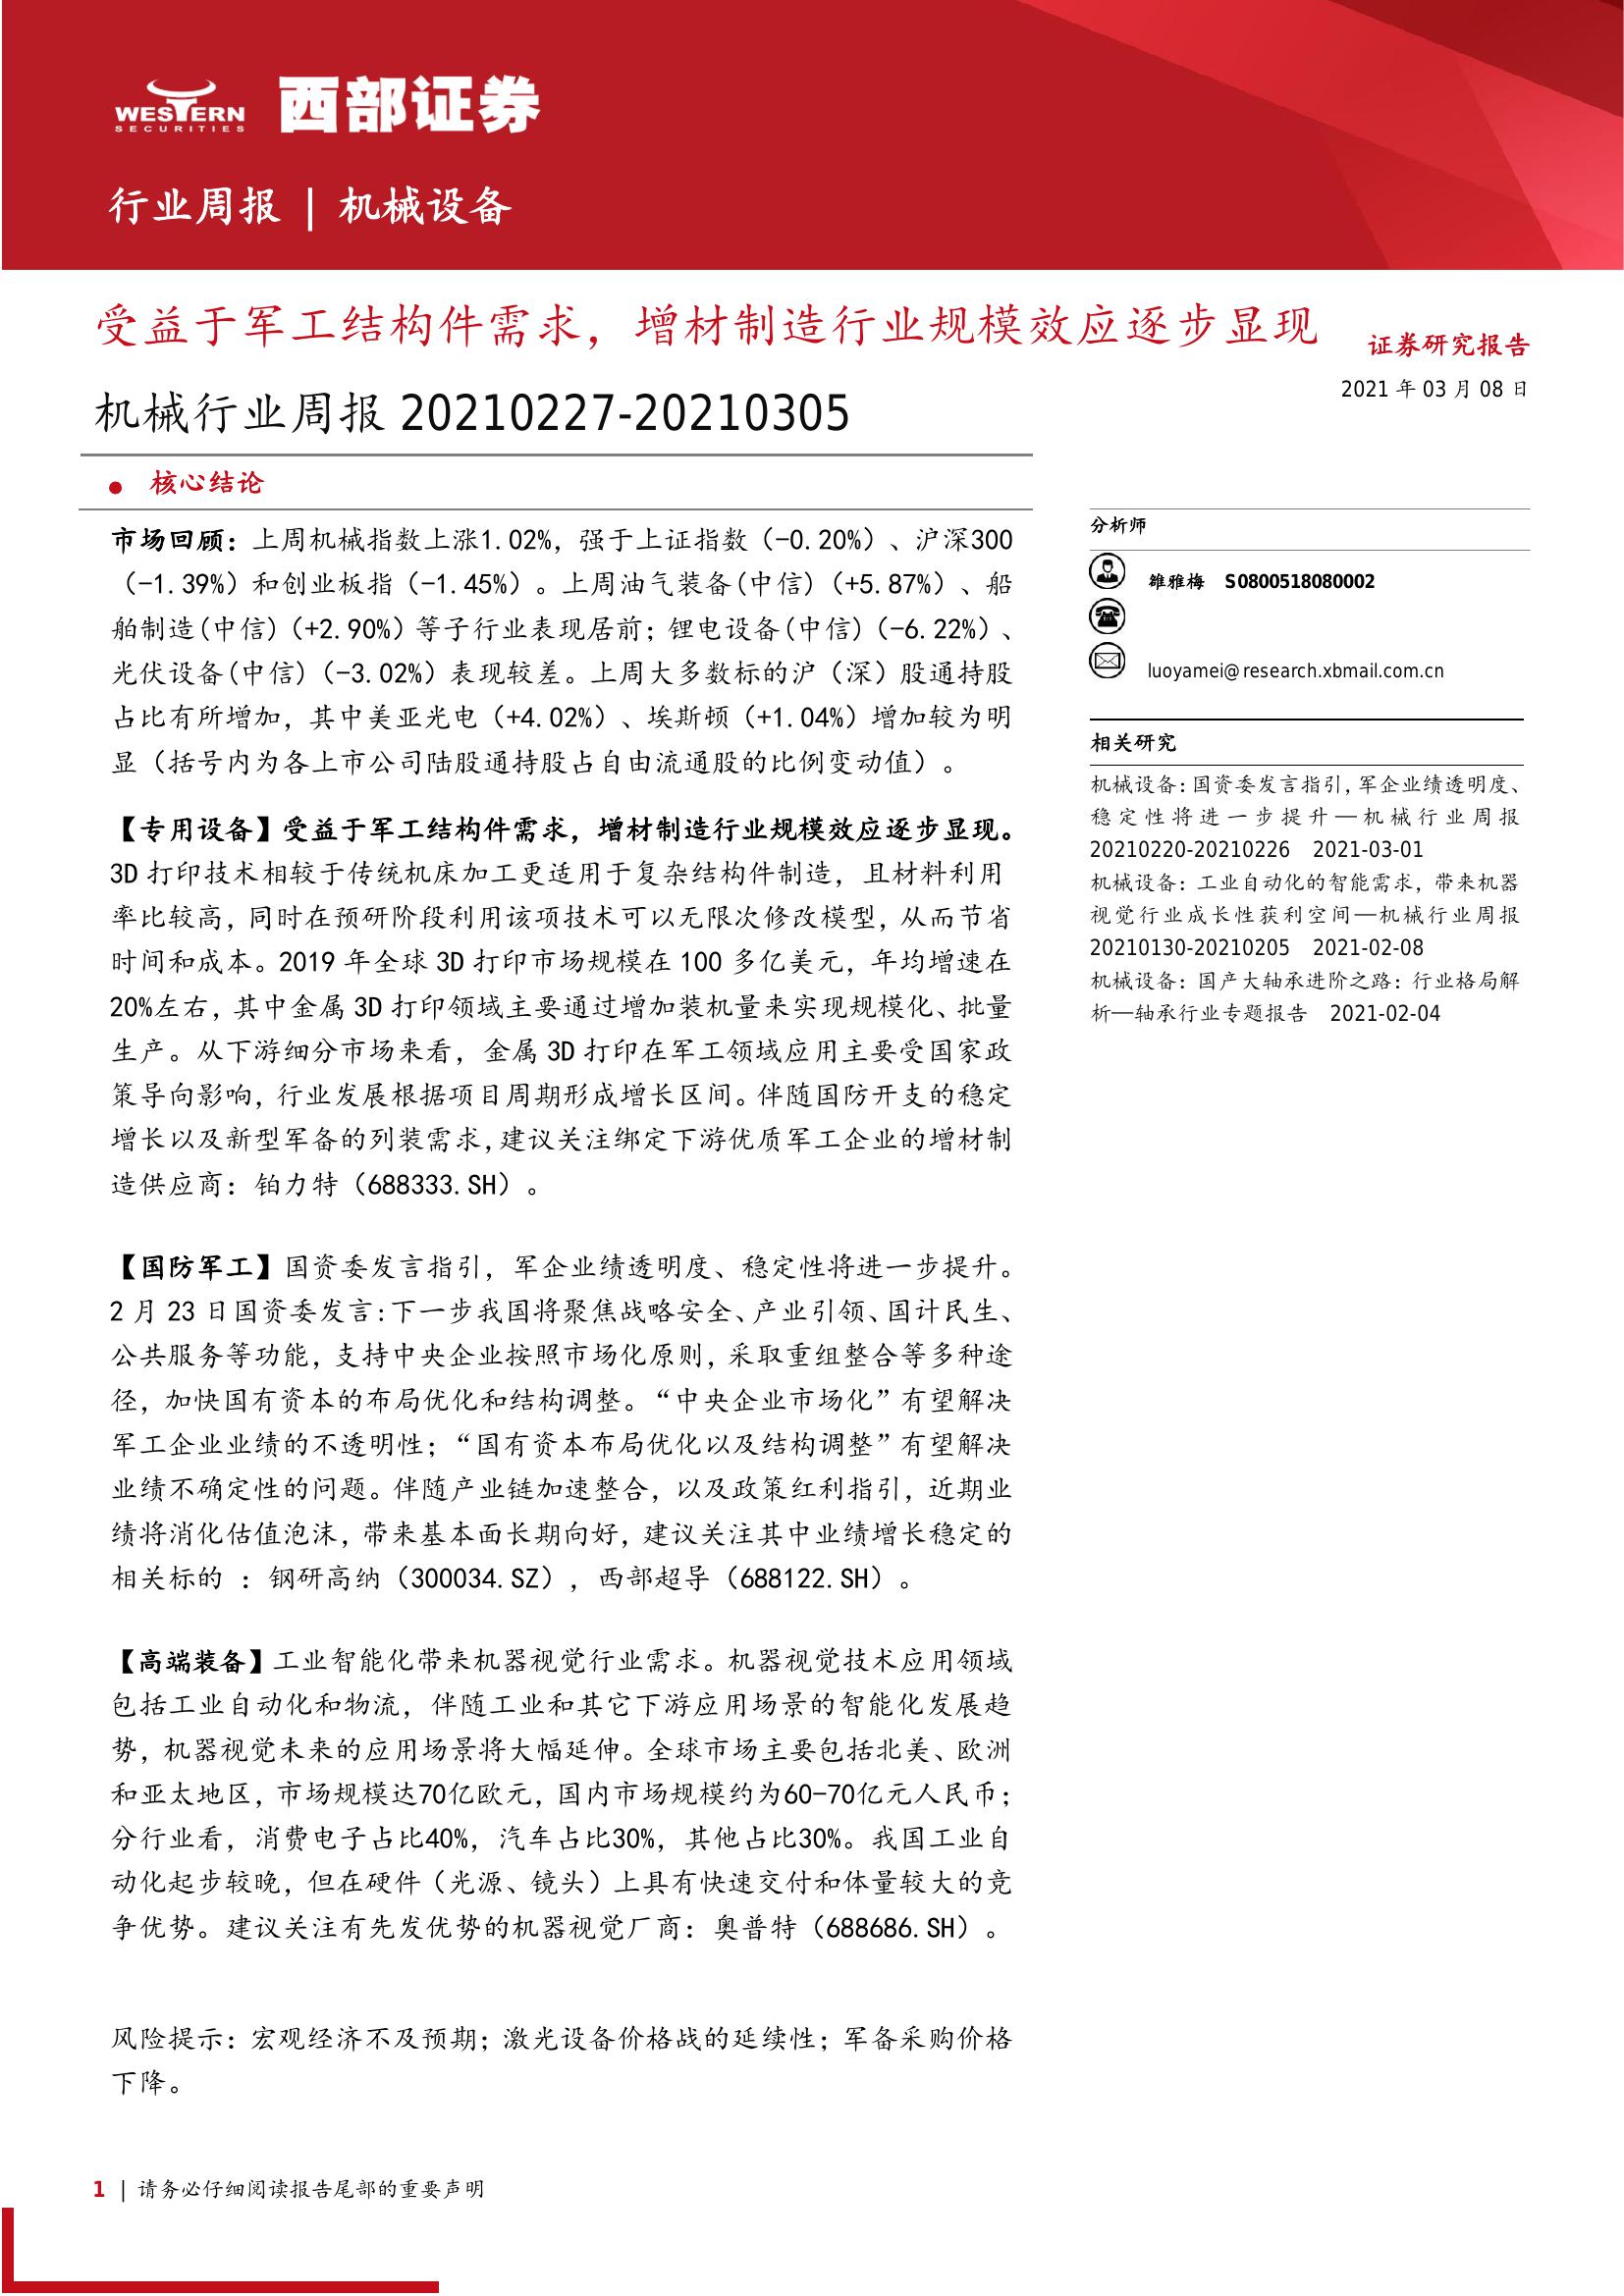 WESTERN
SECURITIES
西部证券
行业周报 | 机械设备
受益于军工结构件需求，增材制造行业规模效应逐步显现
证券研究报告
2021 年 03 月 08 日
机械行业周报 20210227-20210305
● 核心结论
市场回顾：上周机械指数上涨1.02%，强于上证指数（-0.20%）、沪深300
（-1.39%）和创业板指（-1.45%）。上周油气装备(中信)（+5.87%）、船
舶制造(中信)（+2.90%）等子行业表现居前；锂电设备(中信)（-6.22%）、
光伏设备(中信)（-3.02%）表现较差。上周大多数标的沪（深）股通持股
占比有所增加，其中美亚光电（+4.02%）、埃斯顿（+1.04%）增加较为明
显（括号内为各上市公司陆股通持股占自由流通股的比例变动值）。
【专用设备】受益于军工结构件需求，增材制造行业规模效应逐步显现。
3D 打印技术相较于传统机床加工更适用于复杂结构件制造，且材料利用
率比较高，同时在预研阶段利用该项技术可以无限次修改模型，从而节省
时间和成本。2019 年全球 3D 打印市场规模在 100 多亿美元，年均增速在
20%左右，其中金属 3D 打印领域主要通过增加装机量来实现规模化、批量
生产。从下游细分市场来看，金属 3D 打印在军工领域应用主要受国家政
策导向影响，行业发展根据项目周期形成增长区间。伴随国防开支的稳定
增长以及新型军备的列装需求，建议关注绑定下游优质军工企业的增材制
造供应商：铂力特（688333.SH）。
【国防军工】国资委发言指引，军企业绩透明度、稳定性将进一步提升。
2 月 23 日国资委发言：下一步我国将聚焦战略安全、产业引领、国计民生、
公共服务等功能，支持中央企业按照市场化原则，采取重组整合等多种途
径，加快国有资本的布局优化和结构调整。“中央企业市场化”有望解决
军工企业业绩的不透明性；“国有资本布局优化以及结构调整”有望解决
业绩不确定性的问题。伴随产业链加速整合，以及政策红利指引，近期业
绩将消化估值泡沫，带来基本面长期向好，建议关注其中业绩增长稳定的
相关标的 ：钢研高纳（300034.SZ），西部超导（688122.SH）。
【高端装备】工业智能化带来机器视觉行业需求。机器视觉技术应用领域
包括工业自动化和物流，伴随工业和其它下游应用场景的智能化发展趋
势，机器视觉未来的应用场景将大幅延伸。全球市场主要包括北美、欧洲
和亚太地区，市场规模达70亿欧元，国内市场规模约为60-70亿元人民币；
分行业看，消费电子占比40%，汽车占比30%，其他占比30%。我国工业自
动化起步较晚，但在硬件（光源、镜头）上具有快速交付和体量较大的竞
争优势。建议关注有先发优势的机器视觉厂商：奥普特（688686.SH）。
风险提示：宏观经济不及预期；激光设备价格战的延续性；军备采购价格
下降。
分析师
雒雅梅 S0800518080002
luoyamei@research.xbmail.com.cn
相关研究
机械设备：国资委发言指引，军企业绩透明度、
稳定性将进一步提升—机械行业周报
20210220-20210226 2021-03-01
机械设备：工业自动化的智能需求，带来机器
视觉行业成长性获利空间—机械行业周报
20210130-20210205 2021-02-08
机械设备：国产大轴承进阶之路：行业格局解
析—轴承行业专题报告 2021-02-04
1 | 请务必仔细阅读报告尾部的重要声明